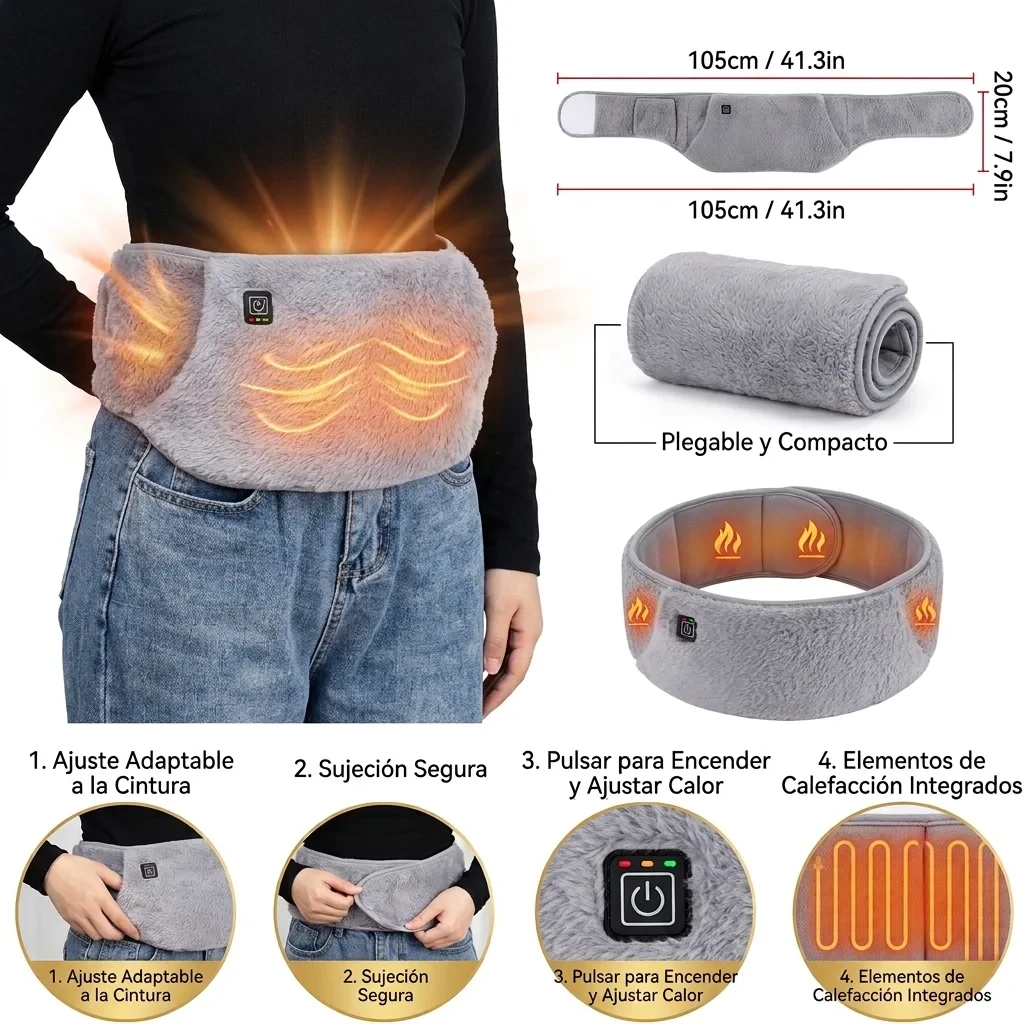 105cm / 41.3in
20cm / 7.9in
105cm / 41.3in
Plegable y Compacto
1. Ajuste Adaptable
a la Cintura
2. Sujeción Segura
3. Pulsar para Encender
y Ajustar Calor
4. Elementos de
Calefacción Integrados
1. Ajuste Adaptable
a la Cintura
2. Sujeción
Segura
3. Pulsar para Encender
y Ajustar Calor
4. Elementos de
Calefacción Integrados